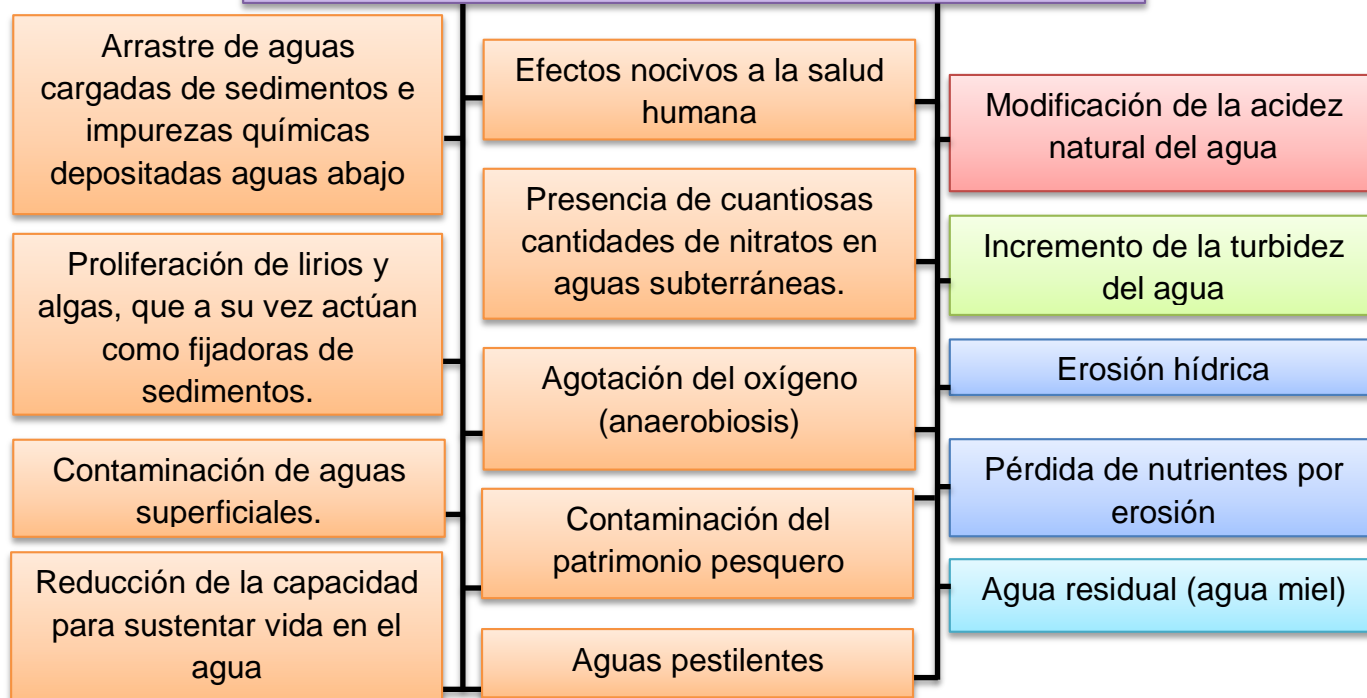 Arrastre de aguas
cargadas de sedimentos e
impurezas químicas
depositadas aguas abajo
Proliferación de lirios y
algas, que a su vez actúan
como fijadoras de
sedimentos.
Contaminación de aguas
superficiales.
Reducción de la capacidad
para sustentar vida en el
agua
Efectos nocivos a la salud
humana
Presencia de cuantiosas
cantidades de nitratos en
aguas subterráneas.
Agotación del oxígeno
(anaerobiosis)
Contaminación del
patrimonio pesquero
Aguas pestilentes
Modificación de la acidez
natural del agua
Incremento de la turbidez
del agua
Erosión hídrica
Pérdida de nutrientes por
erosión
Agua residual (agua miel)